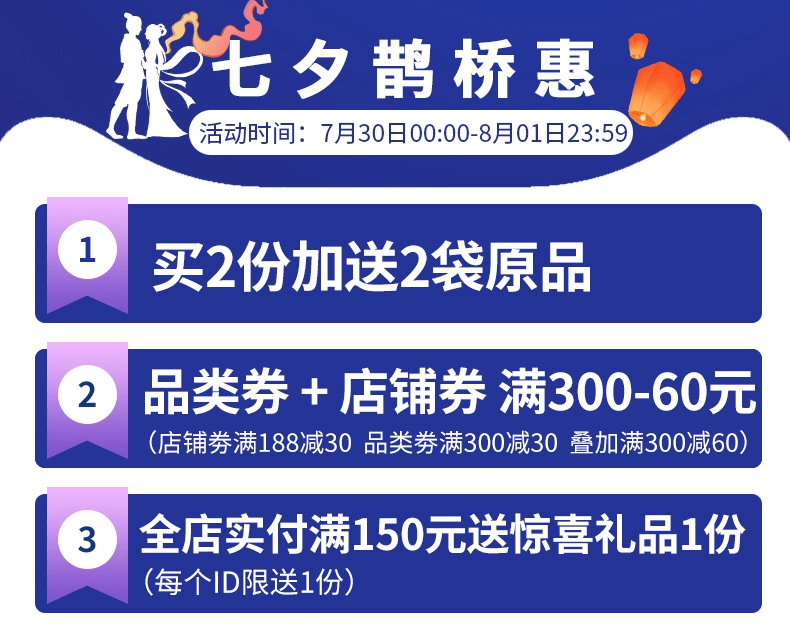 七夕鹊桥惠
活动时间：7月30日00:00-8月01日23:59
1
买2份加送2袋原品
2
品类券 + 店铺券 满300-60元
（店铺券满188减30 品类券满300减30 叠加满300减60）
3
全店实付满150元送惊喜礼品1份
（每个ID限送1份）